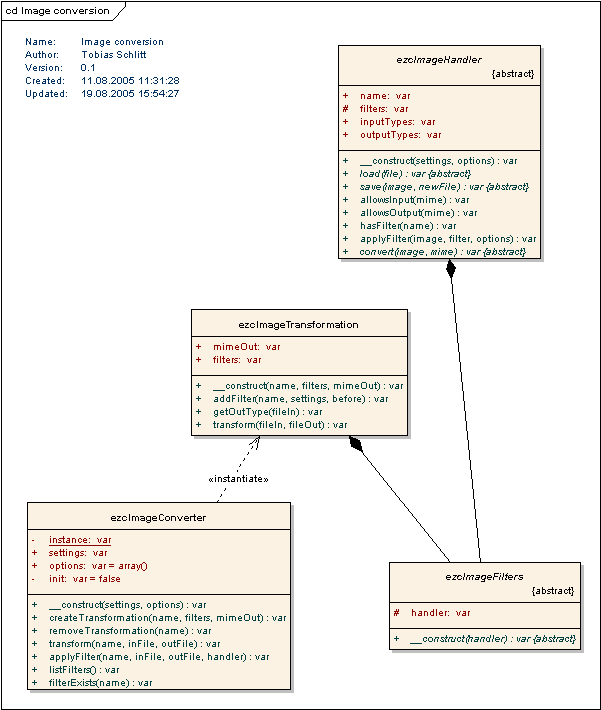 cd Image conversion
Name: Image conversion
Author: Tobias Schlitt
Version: 0.1
Created: 11.08.2005 11:31:28
Updated: 19.08.2005 15:54:27
ezcImageHandler
{abstract}
+ name: var
# filters: var
+ inputTypes: var
+ outputTypes: var
+ __construct(settings, options) : var
+ load(file) : var {abstract}
+ save(image, newFile) : var {abstract}
+ allowsInput(mime) : var
+ allowsOutput(mime) : var
+ hasFilter(name) : var
+ applyFilter(image, filter, options) : var
+ convert(image, mime) : var {abstract}
ezcImageTransformation
+ mimeOut: var
+ filters: var
+ __construct(name, filters, mimeOut) : var
+ addFilter(name, settings, before) : var
+ getOutType(fileIn) : var
+ transform(fileIn, fileOut) : var
«instantiate»
ezcImageConverter
- instance: var
+ settings: var
+ options: var = array()
- init: var = false
+ __construct(settings, options) : var
+ createTransformation(name, filters, mimeOut) : var
+ removeTransformation(name) : var
+ transform(name, inFile, outFile) : var
+ applyFilter(name, inFile, outFile, handler) : var
+ listFilters() : var
+ filterExists(name) : var
ezcImageFilters
{abstract}
# handler: var
+ __construct(handler) : var {abstract}